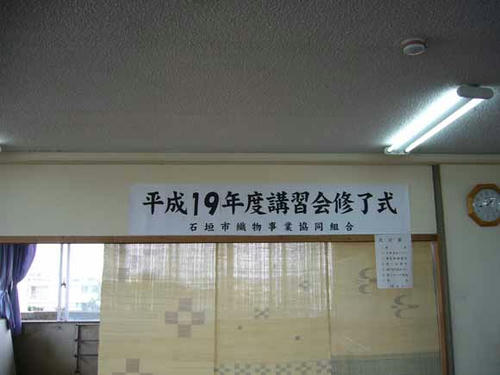 平成19年度講習会修了式
石垣市織物事業協同組合